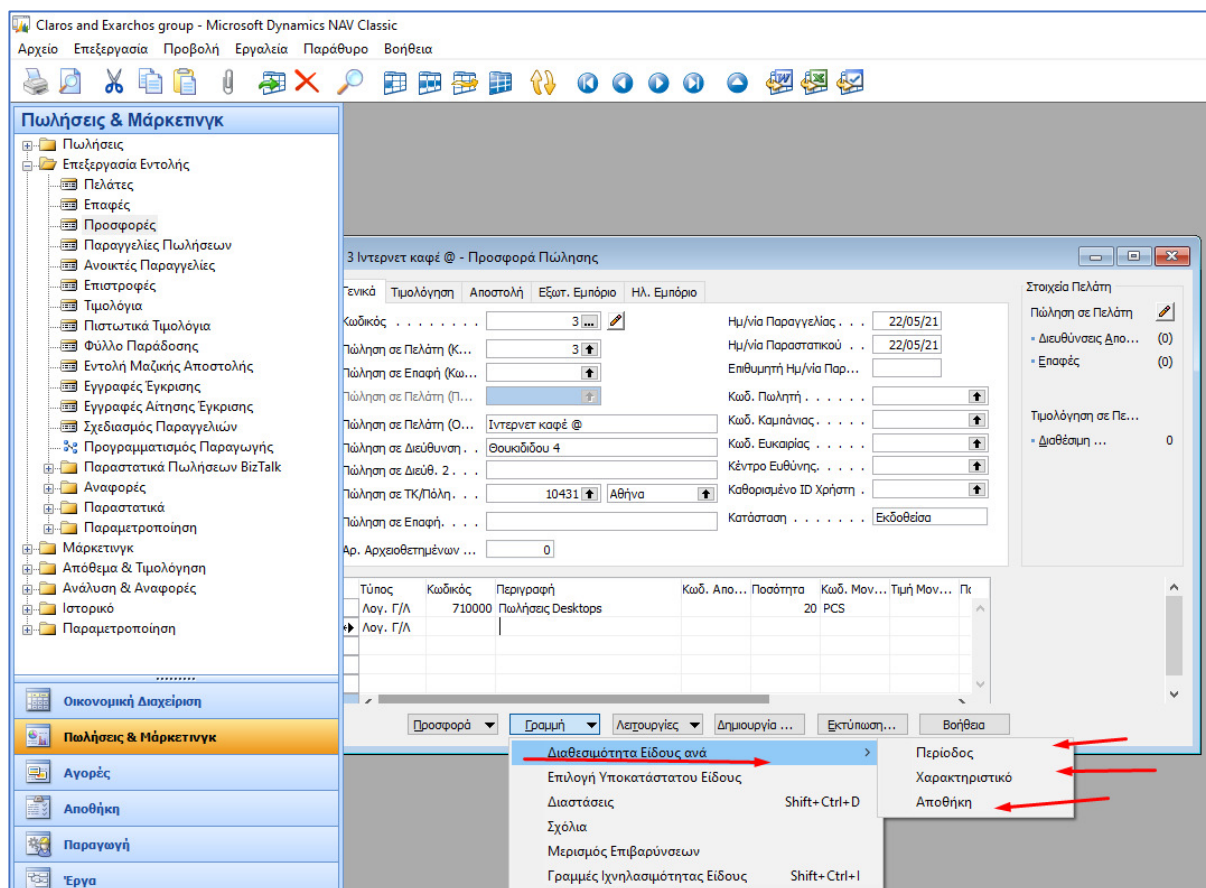 Claros and Exarchos group - Microsoft Dynamics NAV Classic
Αρχείο Επεξεργασία Προβολή Εργαλεία Παράθυρο Βοήθεια
Πωλήσεις & Μάρκετινγκ
Πωλήσεις
Επεξεργασία Εντολής
Πελάτες
Επαφές
Προσφορές
Παραγγελίες Πωλήσεων
Ανοικτές Παραγγελίες
Επιστροφές
Τιμολόγια
Πιστωτικά Τιμολόγια
Φύλλο Παράδοσης
Εντολή Μαζικής Αποστολής
Εγγραφές Έγκρισης
Εγγραφές Αίτησης Έγκρισης
Σχεδιασμός Παραγγελιών
Προγραμματισμός Παραγωγής
Παραστατικά Πωλήσεων BizTalk
Αναφορές
Παραστατικά
Παραμετροποίηση
Μάρκετινγκ
Απόθεμα & Τιμολόγηση
Ανάλυση & Αναφορές
Ιστορικό
Παραμετροποίηση
Οικονομική Διαχείριση
Πωλήσεις & Μάρκετινγκ
Αγορές
Αποθήκη
Παραγωγή
Έργα
3 Ιντερνετ καφέ @ - Προσφορά Πώλησης
Γενικά Τιμολόγηση Αποστολή Εξωτ. Εμπόριο Ηλ. Εμπόριο
Κωδικός . . . . . . . . 3 ...
Πώληση σε Πελάτη (Κ... 3
Πώληση σε Επαφή (Κω...
Πώληση σε Πελάτη (Π...
Πώληση σε Πελάτη (Ο... Ιντερνετ καφέ @
Πώληση σε Διεύθυνση . . Θουκιδιδου 4
Πώληση σε Διεύθ. 2 . . .
Πώληση σε ΤΚ/Πόλη. . . 10431 Αθήνα
Πώληση σε Επαφή. . . .
Αρ. Αρχειοθετημένων ... 0
Ημ/νία Παραγγελίας . . . 22/05/21
Ημ/νία Παραστατικού . . 22/05/21
Επιθυμητή Ημ/νία Παρ...
Κωδ. Πωλητή . . . . . .
Κωδ. Καμπάνιας. . . . .
Κωδ. Ευκαιρίας . . . . .
Κέντρο Ευθύνης. . . . .
Καθορισμένο ID Χρήστη .
Κατάσταση . . . . . . . Εκδοθείσα
Στοιχεία Πελάτη
Πώληση σε Πελάτη
Διευθύνσεις Απο... (0)
Επαφές (0)
Τιμολόγηση σε Πε...
Διαθέσιμη ... 0
Τύπος Κωδικός Περιγραφή Κωδ. Απο... Ποσότητα Κωδ. Μον... Τιμή Μον... Πα
Λογ. Γ/Λ 710000 Πωλήσεις Desktops 20 PCS
Λογ. Γ/Λ
Προσφορά Γραμμή Λειτουργίες Δημιουργία ... Εκτύπωση... Βοήθεια
Διαθεσιμότητα Είδους ανά
Επιλογή Υποκατάστατου Είδους
Διαστάσεις Shift+Ctrl+D
Σχόλια
Μερισμός Επιβαρύνσεων
Γραμμές Ιχνηλασιμότητας Είδους Shift+Ctrl+I
Περίοδος
Χαρακτηριστικό
Αποθήκη